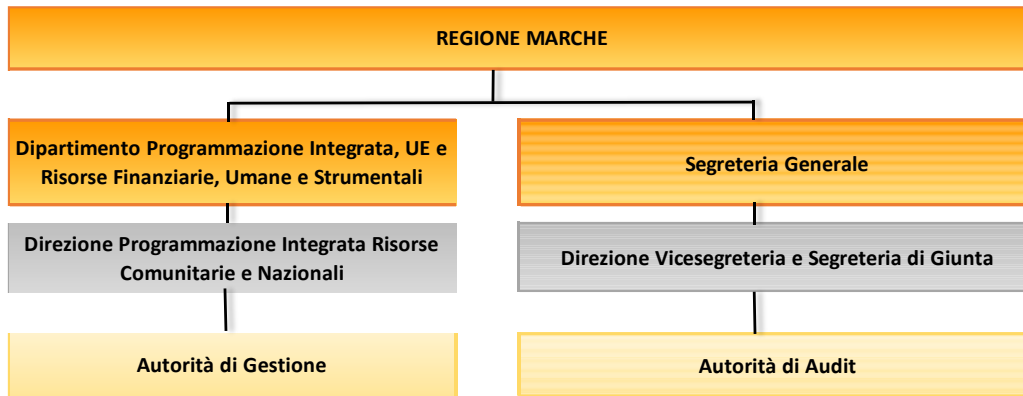 REGIONE MARCHE
Dipartimento Programmazione Integrata, UE e
Risorse Finanziarie, Umane e Strumentali
Segreteria Generale
Direzione Programmazione Integrata Risorse
Comunitarie e Nazionali
Direzione Vicesegreteria e Segreteria di Giunta
Autorità di Gestione
Autorità di Audit